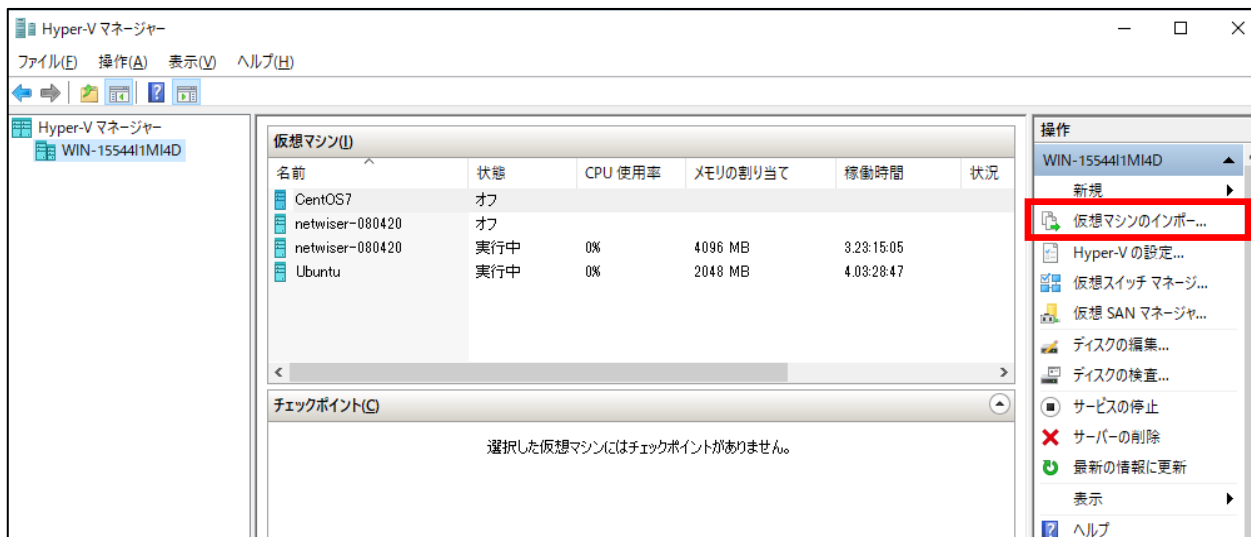 Hyper-V マネージャー
ファイル(F) 操作(A) 表示(V) ヘルプ(H)
Hyper-V マネージャー
WIN-15544I1MI4D
仮想マシン(I)
名前 状態 CPU 使用率 メモリの割り当て 稼働時間 状況
CentOS7 オフ
netwiser-080420 オフ
netwiser-080420 実行中 0% 4096 MB 3.23:15:05
Ubuntu 実行中 0% 2048 MB 4.03:28:47
チェックポイント(C)
選択した仮想マシンにはチェックポイントがありません。
操作
WIN-15544I1MI4D
新規
仮想マシンのインポー...
Hyper-V の設定...
仮想スイッチ マネージ...
仮想 SAN マネージャ...
ディスクの編集...
ディスクの検査...
サービスの停止
サーバーの削除
最新の情報に更新
表示
ヘルプ